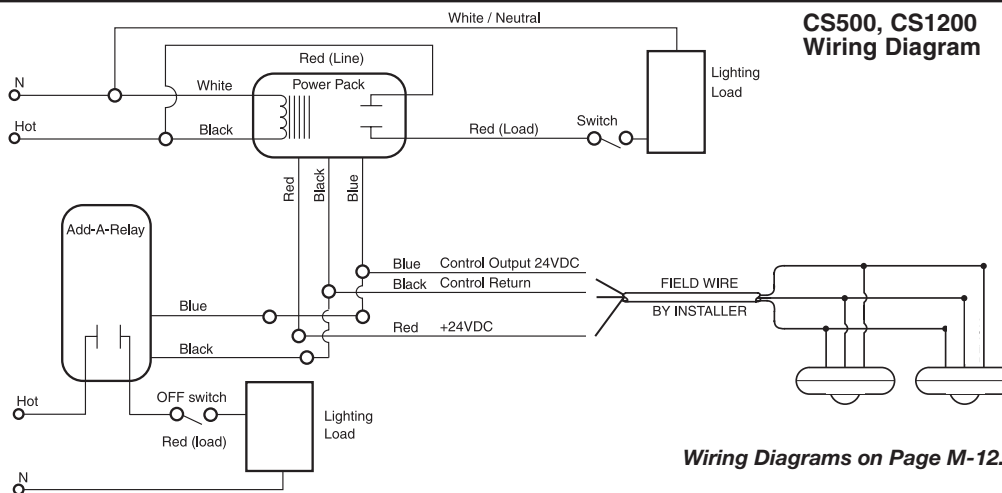 White / Neutral
CS500, CS1200
Wiring Diagram
Red (Line)
Lighting
Load
N
White
Power Pack
Hot
Black
Red (Load)
Switch
Red
Black
Blue
Add-A-Relay
Blue
Control Output 24VDC
Black
Control Return
FIELD WIRE
BY INSTALLER
Blue
Red
+24VDC
Black
Hot
OFF switch
Red (load)
Lighting
Load
Wiring Diagrams on Page M-12.
N